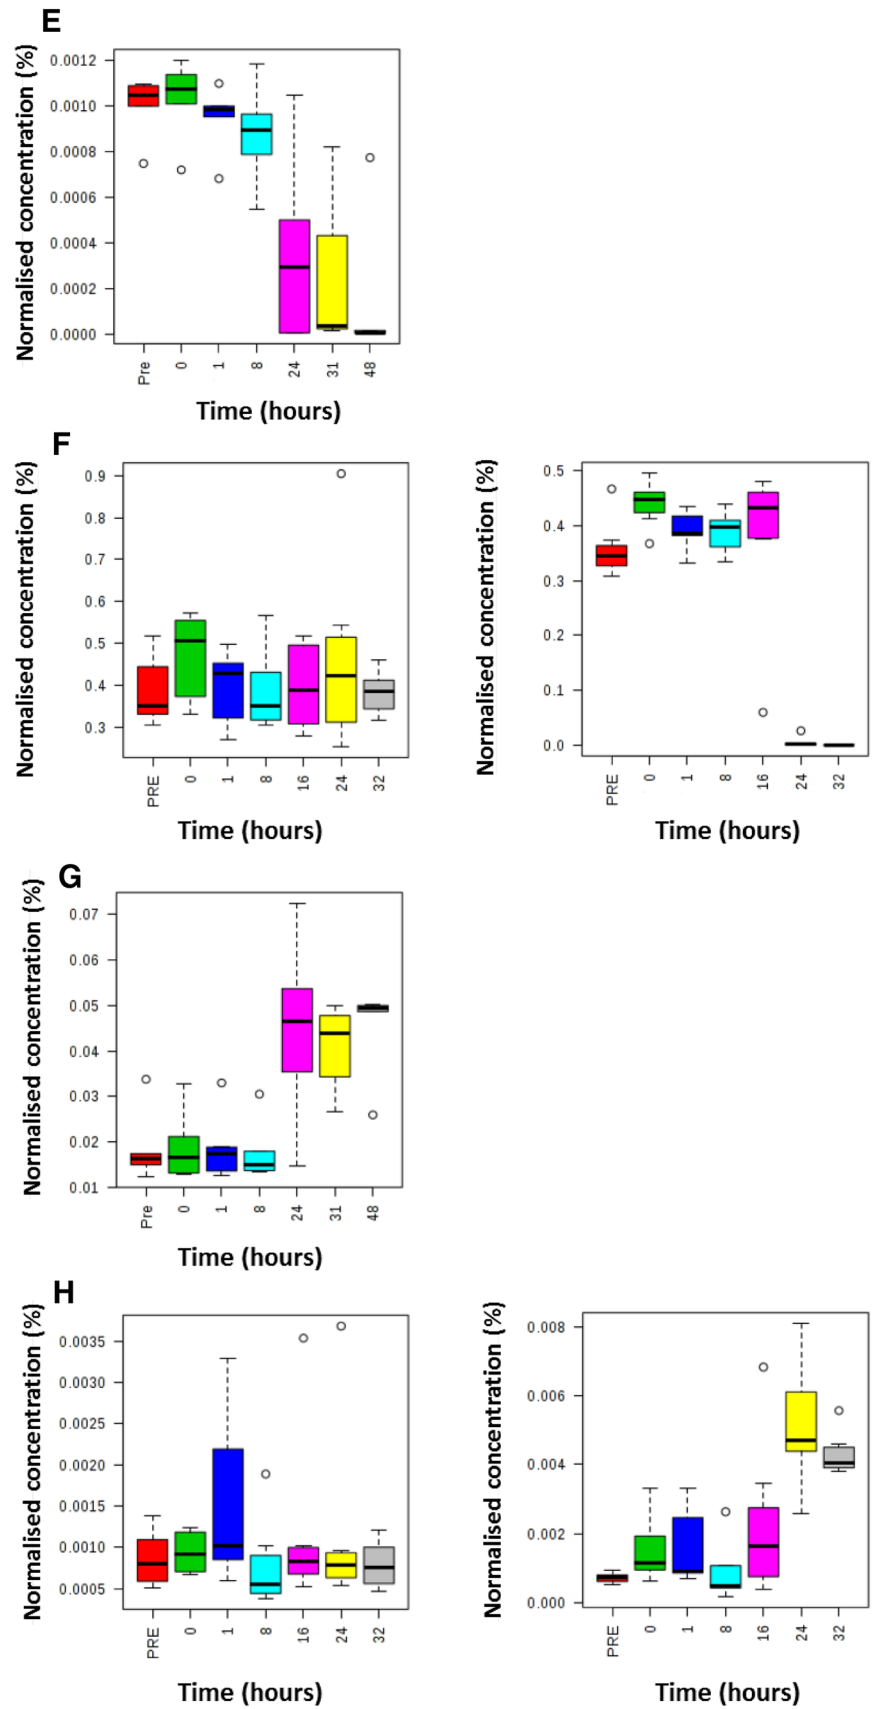 E
Normalised concentration (%)
0.0012
0.0010
0.0008
0.0006
0.0004
0.0002
0.0000
Pre 0 1 8 24 31 48
Time (hours)
F
Normalised concentration (%)
0.9
0.8
0.7
0.6
0.5
0.4
0.3
PRE 0 1 8 16 24 32
Time (hours)
Normalised concentration (%)
0.5
0.4
0.3
0.2
0.1
0.0
PRE 0 1 8 16 24 32
Time (hours)
G
Normalised concentration (%)
0.07
0.06
0.05
0.04
0.03
0.02
0.01
Pre 0 1 8 24 31 48
Time (hours)
H
Normalised concentration (%)
0.0035
0.0030
0.0025
0.0020
0.0015
0.0010
0.0005
PRE 0 1 8 16 24 32
Time (hours)
Normalised concentration (%)
0.008
0.006
0.004
0.002
0.000
PRE 0 1 8 16 24 32
Time (hours)